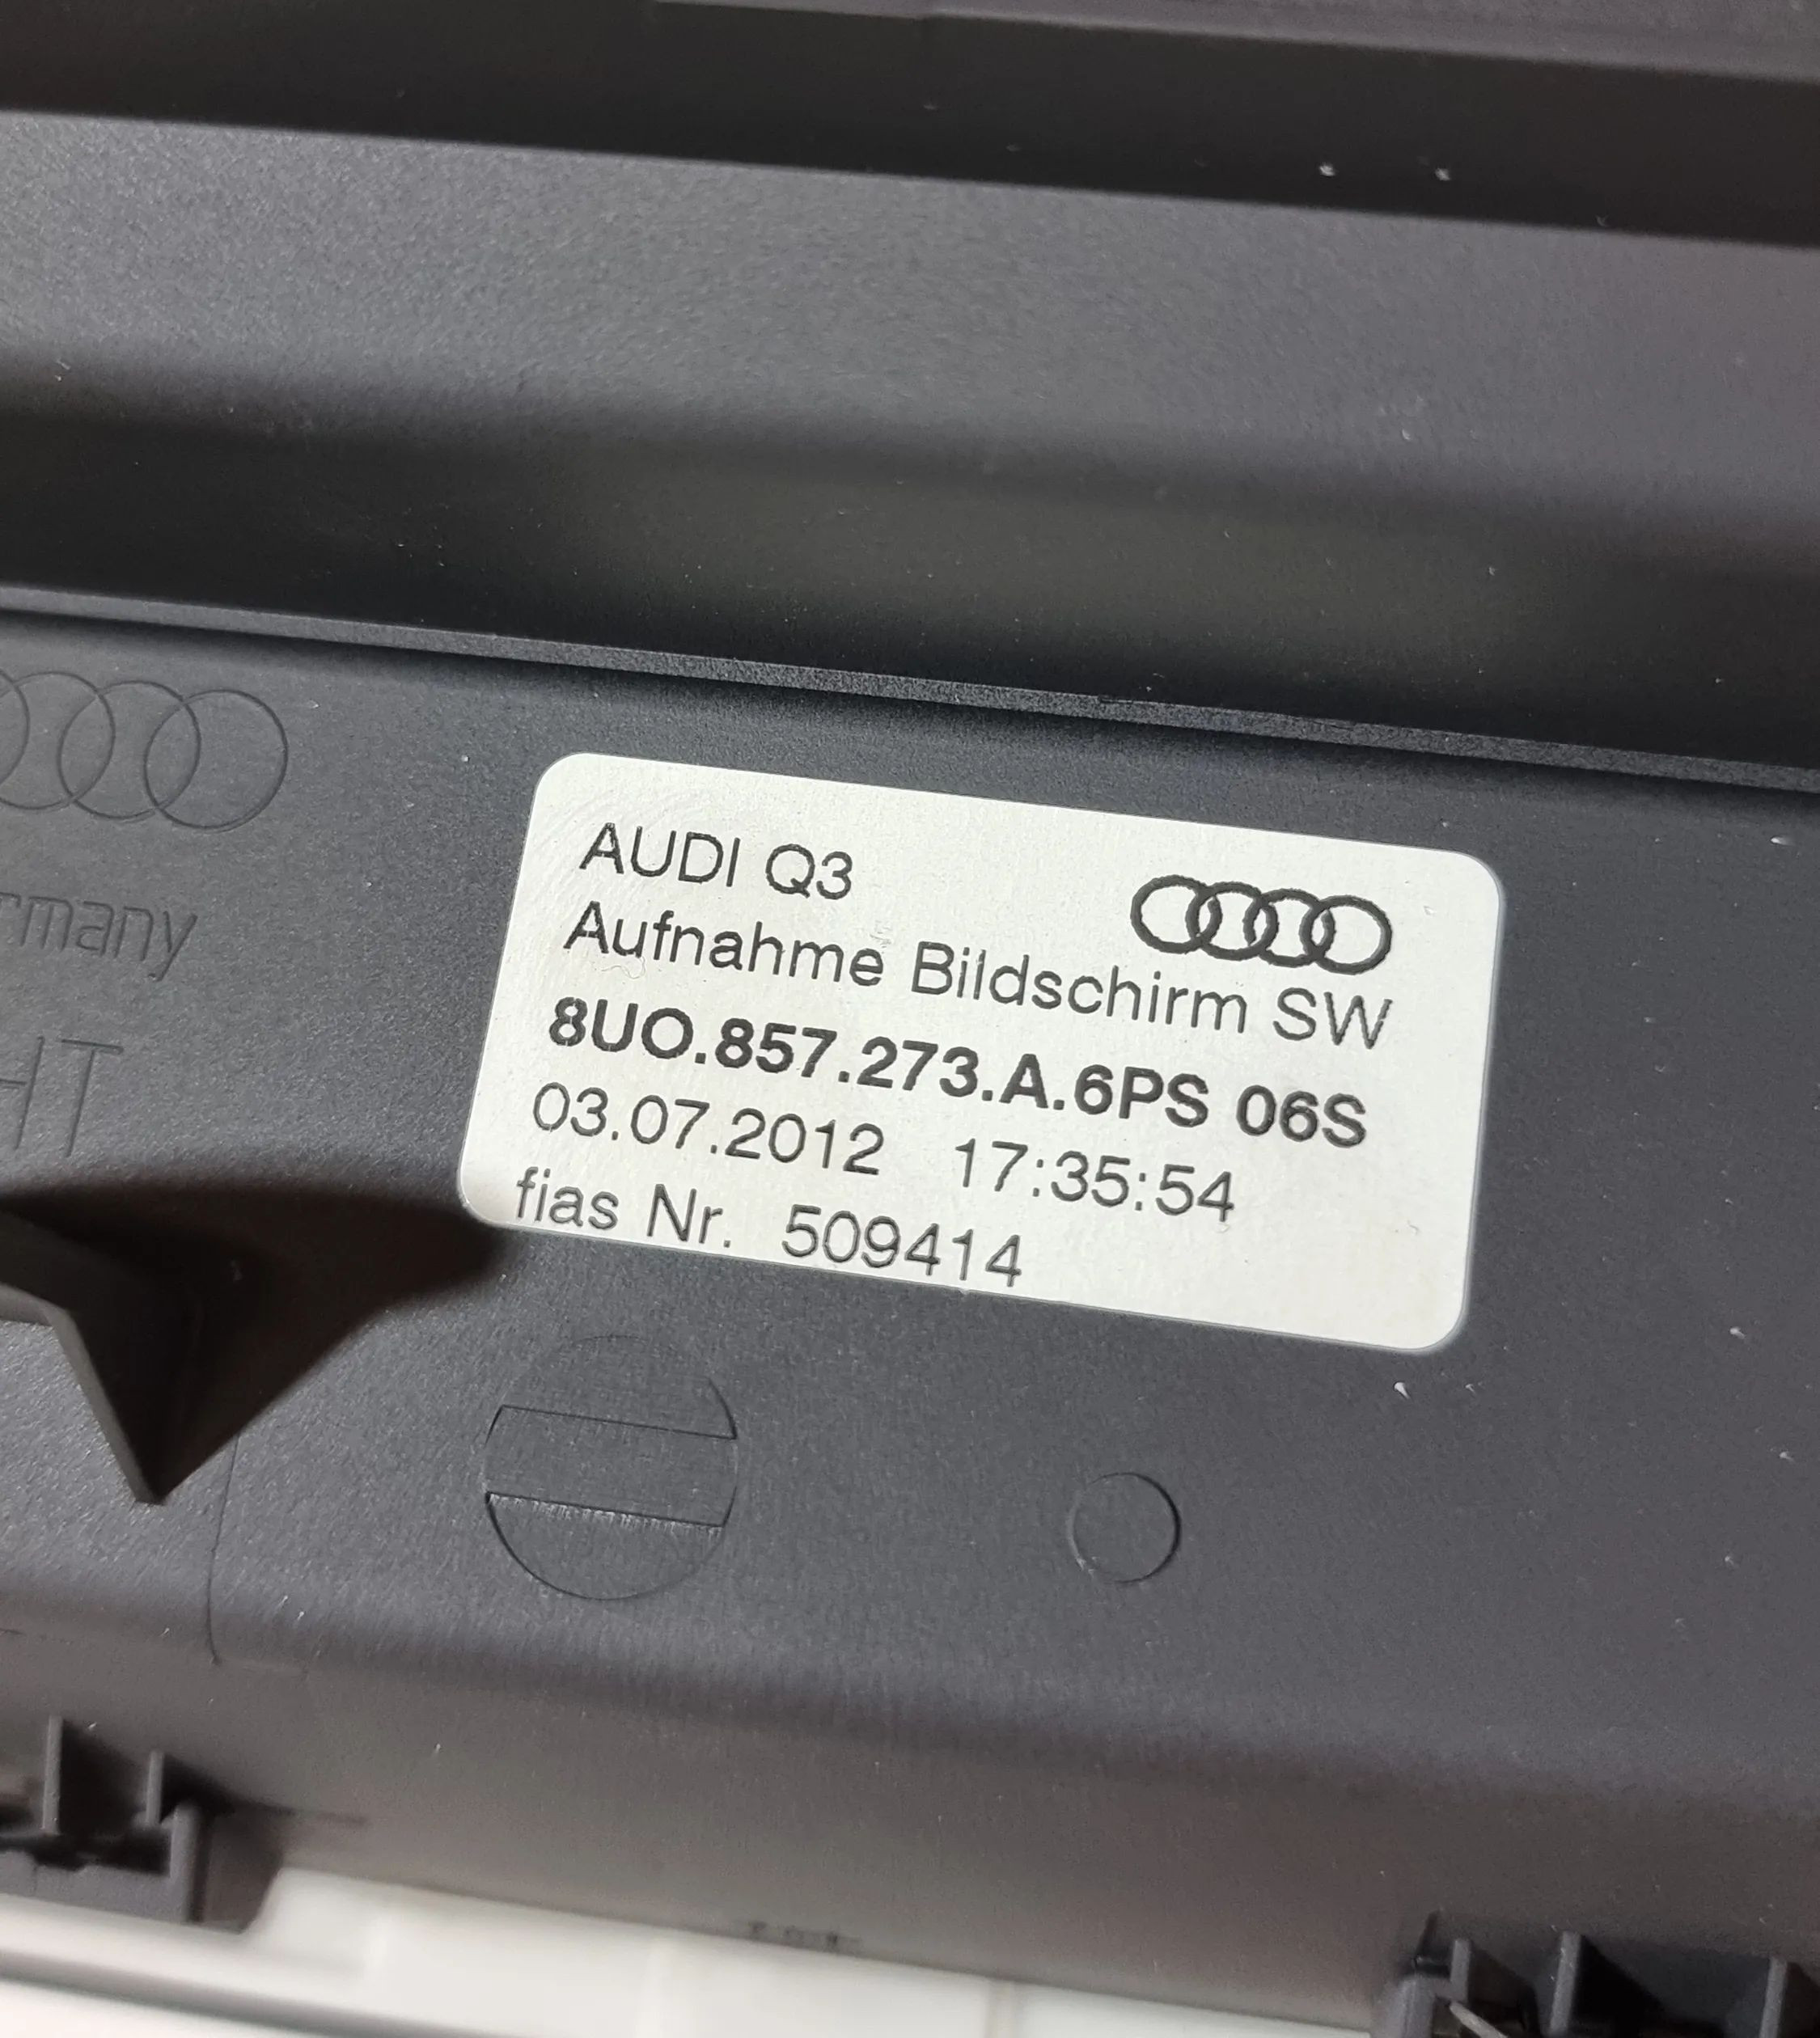 AUDI Q3
Aufnahme Bildschirm SW
8UO.857.273.A.6PS 06S
03.07.2012 17:35:54
fias Nr. 509414